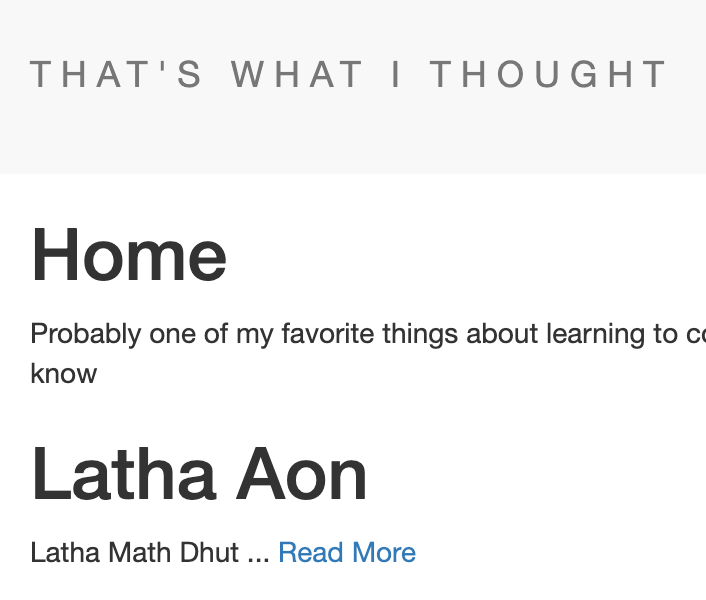 THAT'S WHAT I THOUGHT
Home
Probably one of my favorite things about learning to
know
Latha Aon
Latha Math Dhut ... Read More